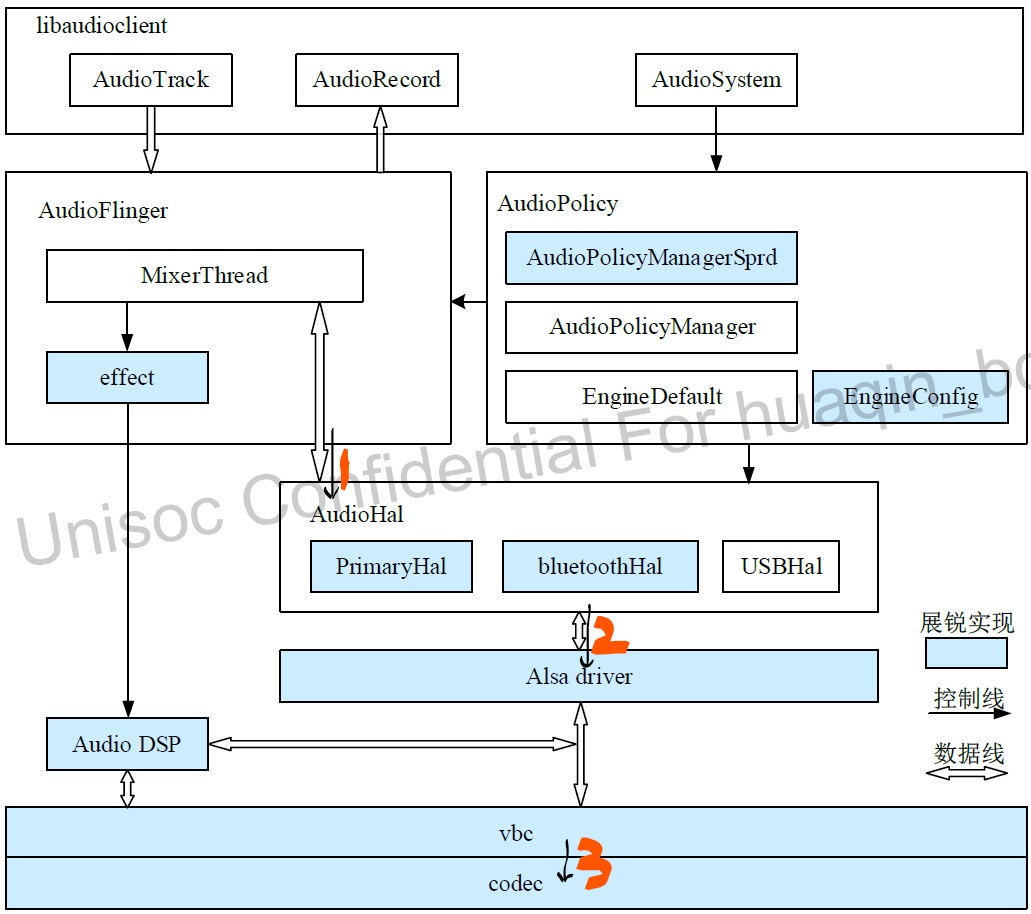 libaudioclient
AudioTrack
AudioRecord
AudioSystem
AudioFlinger
MixerThread
effect
AudioPolicy
AudioPolicyManagerSprd
AudioPolicyManager
EngineDefault
EngineConfig
Unisoc Confidential For huaqin_bo
1
AudioHal
PrimaryHal
bluetoothHal
USBHal
2
Alsa driver
Audio DSP
展锐实现
控制线
数据线
vbc
3
codec